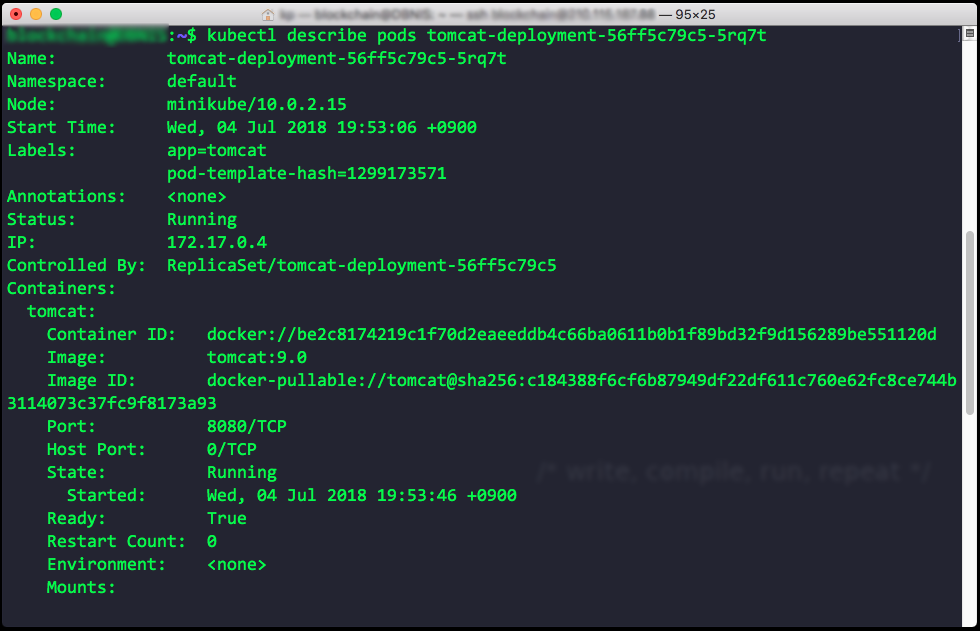 — 95×25
:~$ kubectl describe pods tomcat-deployment-56ff5c79c5-5rq7t
Name: tomcat-deployment-56ff5c79c5-5rq7t
Namespace: default
Node: minikube/10.0.2.15
Start Time: Wed, 04 Jul 2018 19:53:06 +0900
Labels: app=tomcat
pod-template-hash=1299173571
Annotations: <none>
Status: Running
IP: 172.17.0.4
Controlled By: ReplicaSet/tomcat-deployment-56ff5c79c5
Containers:
tomcat:
Container ID: docker://be2c8174219c1f70d2eaeeddb4c66ba0611b0b1f89bd32f9d156289be551120d
Image: tomcat:9.0
Image ID: docker-pullable://tomcat@sha256:c184388f6cf6b87949df22df611c760e62fc8ce744b
3114073c37fc9f8173a93
Port: 8080/TCP
Host Port: 0/TCP
State: Running
/* write, compile, run, repeat */
Started: Wed, 04 Jul 2018 19:53:46 +0900
Ready: True
Restart Count: 0
Environment: <none>
Mounts: